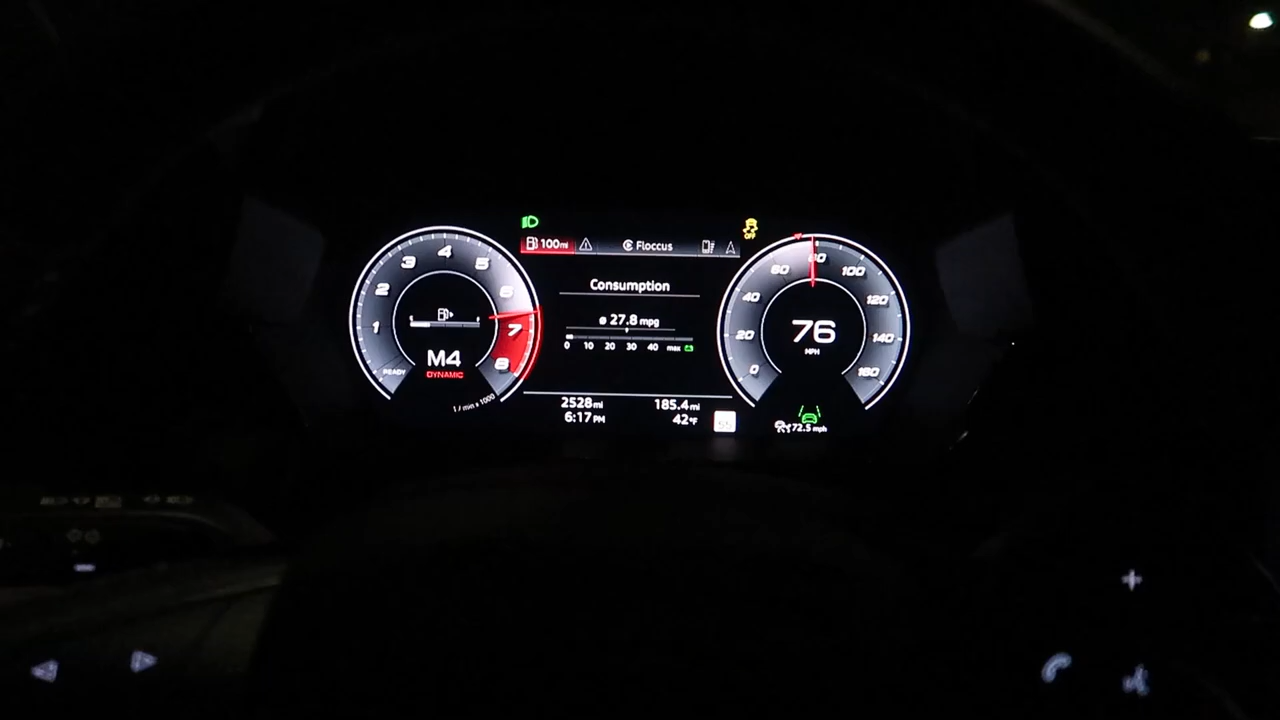 100mi
Floccus
1
2
3
4
5
6
7
8
READY
M4
DYNAMIC
1 / min x 1000
Consumption
ø 27.8 mpg
0 10 20 30 40 max
2528mi
185.4mi
6:17PM
42°F
OFF
0
20
40
60
80
100
120
140
160
76
MPH
72.5 mph